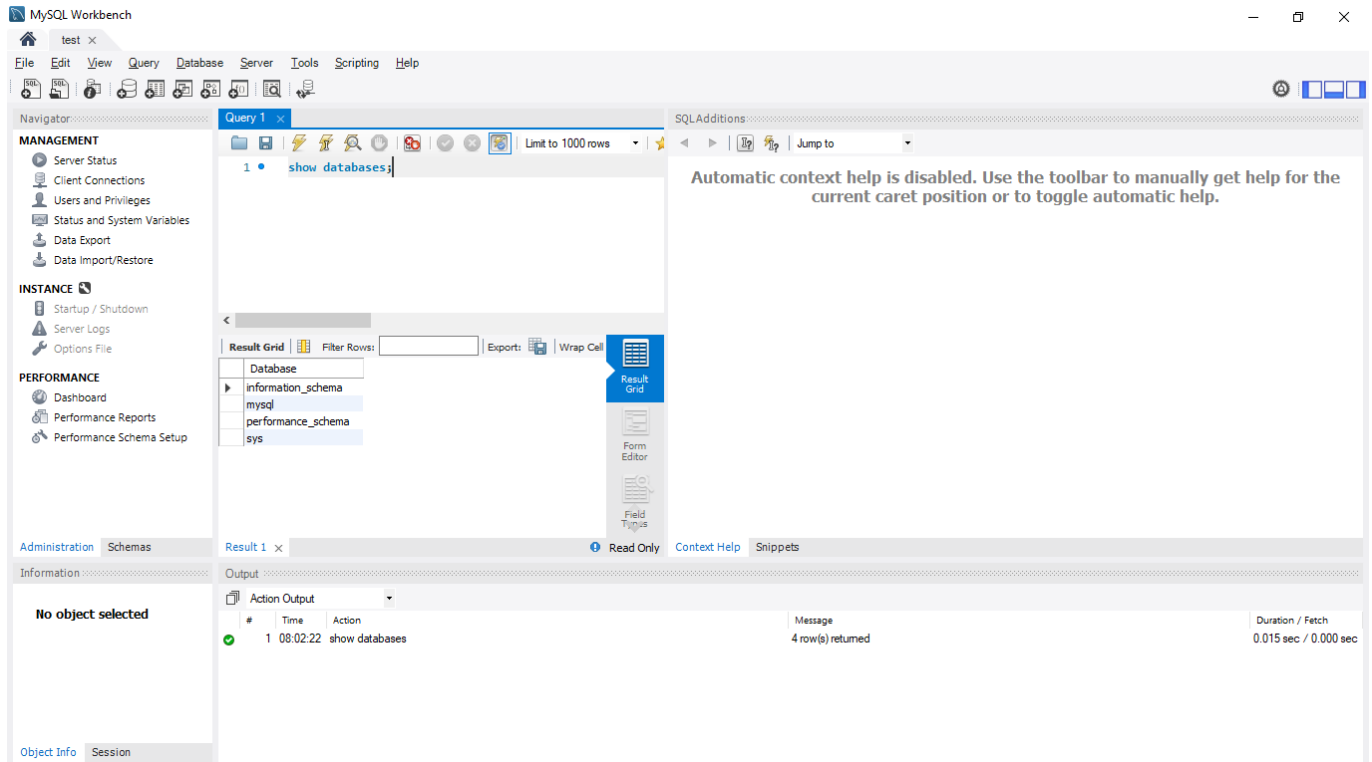 MySQL Workbench
test
File Edit View Query Database Server Tools Scripting Help
SQL SQL
Navigator
MANAGEMENT
Server Status
Client Connections
Users and Privileges
Status and System Variables
Data Export
Data Import/Restore
INSTANCE
Startup / Shutdown
Server Logs
Options File
PERFORMANCE
Dashboard
Performance Reports
Performance Schema Setup
Administration Schemas
Query 1
Limit to 1000 rows
1 show databases;
Result Grid Filter Rows: Export: Wrap Cell
Database
information_schema
mysql
performance_schema
sys
Result
Grid
Form
Editor
Field
Types
Result 1 Read Only
SQLAdditions
Jump to
Automatic context help is disabled. Use the toolbar to manually get help for the
current caret position or to toggle automatic help.
Context Help Snippets
Information
No object selected
Object Info Session
Output
Action Output
# Time Action Message Duration / Fetch
1 08:02:22 show databases 4 row(s) returned 0.015 sec / 0.000 sec